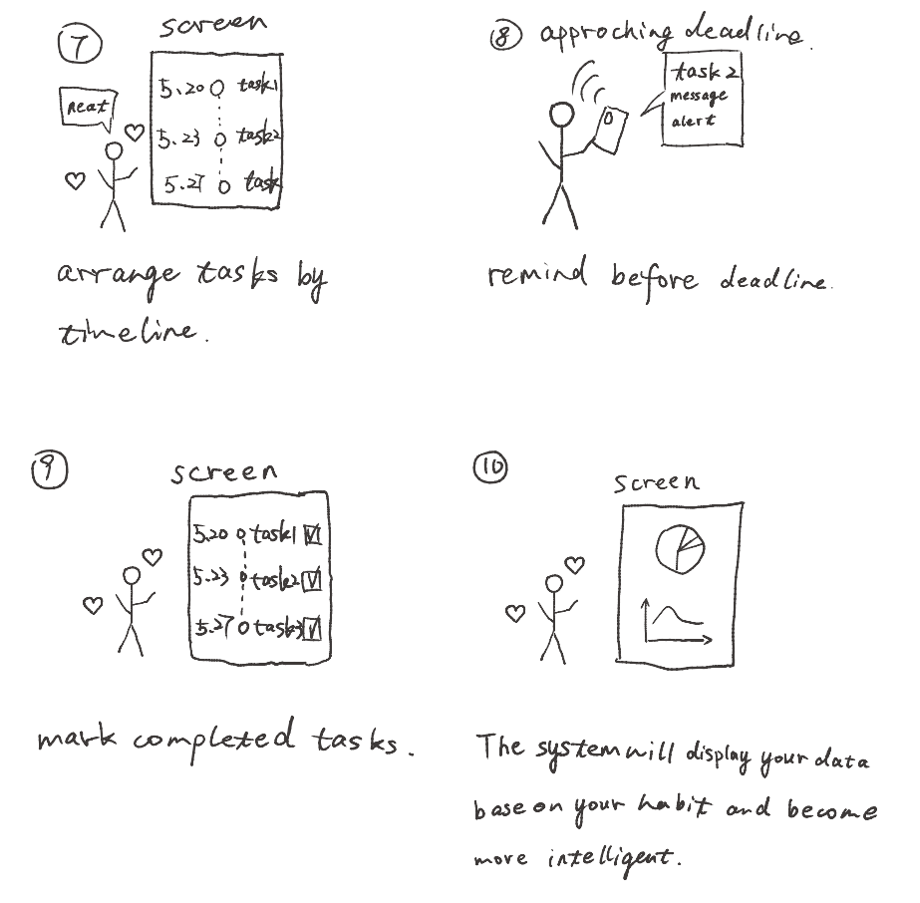 7
screen
neat
5.20 task1
5.23 task2
5.27 task
arrange tasks by
timeline.
8 approching deadline.
task2
message
alert
remind before deadline.
9
screen
5.20 task1
5.23 task2
5.27 task3
mark completed tasks.
10
screen
The system will display your data
base on your habit and become
more intelligent.